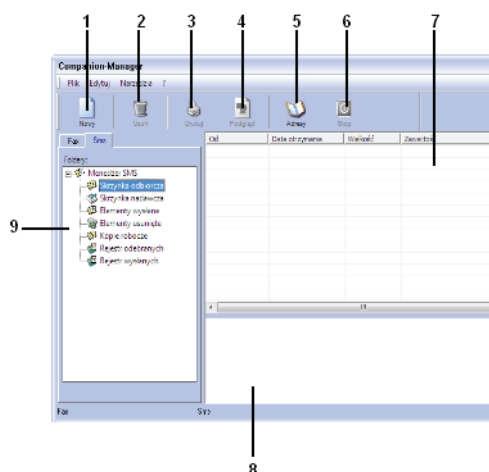 1 2 3 4 5 6 7
Companion-Manager
Plik Edytuj Narzędzia ?
Nowy Usuń Drukuj Podgląd Adresy Stop
Fax Sms
Od Data otrzymania Wielkość Zawartość
Foldery:
Menedżer SMS
Skrzynka odbiorcza
Skrzynka nadawcza
Elementy wysłane
Elementy usunięte
Kopie robocze
Rejestr odebranych
Rejestr wysłanych
9
Fax Sms
8